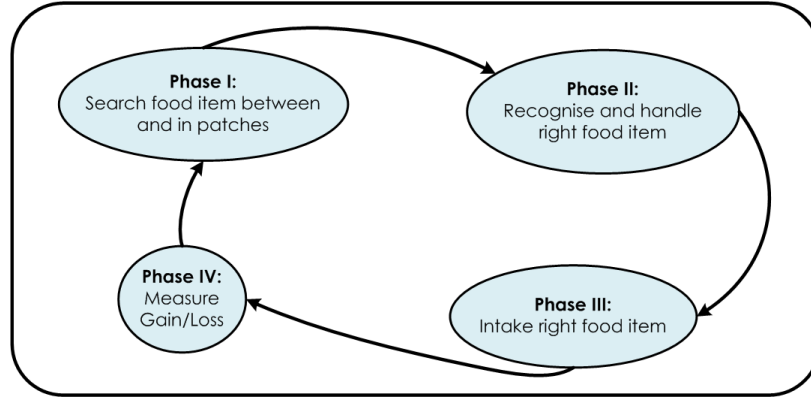 Phase I:
Search food item between
and in patches
Phase II:
Recognise and handle
right food item
Phase III:
Intake right food item
Phase IV:
Measure
Gain/Loss